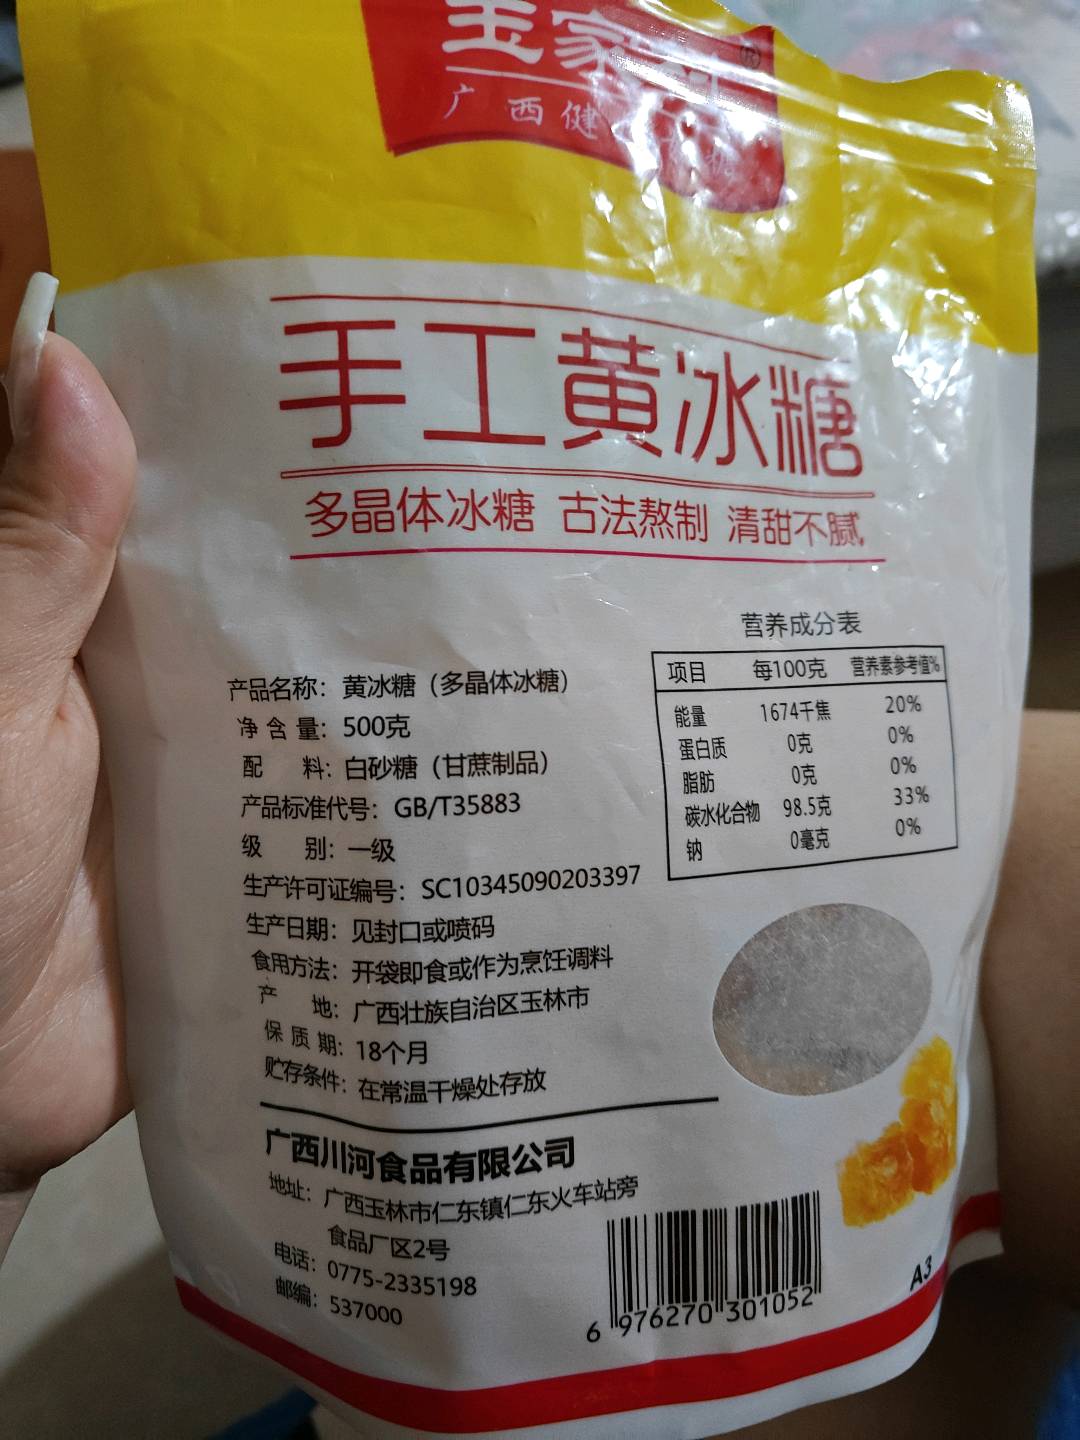 广西健
手工黄冰糖
多晶体冰糖 古法熬制 清甜不腻
营养成分表
项目 每100克 营养素参考值%
能量 1674千焦 20%
蛋白质 0克 0%
脂肪 0克 0%
碳水化合物 98.5克 33%
钠 0毫克 0%
产品名称：黄冰糖（多晶体冰糖）
净含量：500克
配 料：白砂糖（甘蔗制品）
产品标准代号：GB/T35883
级 别：一级
生产许可证编号：SC10345090203397
生产日期：见封口或喷码
食用方法：开袋即食或作为烹饪调料
产 地：广西壮族自治区玉林市
保质期：18个月
贮存条件：在常温干燥处存放
广西川河食品有限公司
地址：广西玉林市仁东镇仁东火车站旁
食品厂区2号
电话：0775-2335198
邮编：537000
6 976270 301052
A3